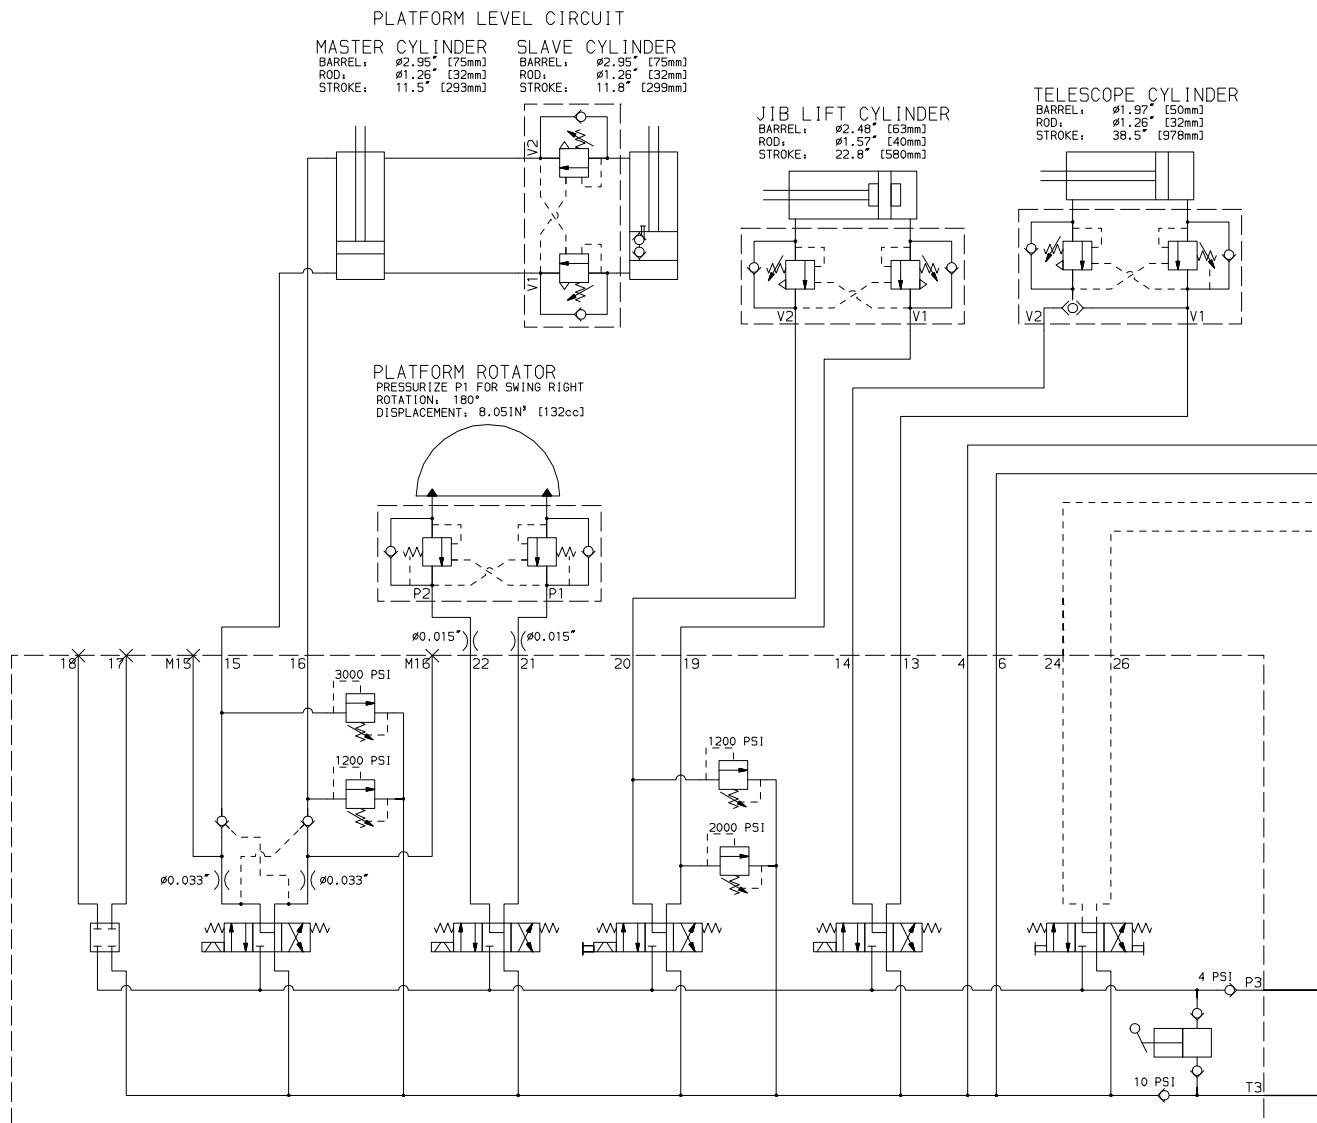 PLATFORM LEVEL CIRCUIT
MASTER CYLINDER
BARREL: ø2.95" [75mm]
ROD: ø1.26" [32mm]
STROKE: 11.5" [293mm]
SLAVE CYLINDER
BARREL: ø2.95" [75mm]
ROD: ø1.26" [32mm]
STROKE: 11.8" [299mm]
JIB LIFT CYLINDER
BARREL: ø2.48" [63mm]
ROD: ø1.57" [40mm]
STROKE: 22.8" [580mm]
TELESCOPE CYLINDER
BARREL: ø1.97" [50mm]
ROD: ø1.26" [32mm]
STROKE: 38.5" [978mm]
V2
V1
V2
V1
V2
V1
PLATFORM ROTATOR
PRESSURIZE P1 FOR SWING RIGHT
ROTATION: 180°
DISPLACEMENT: 8.05IN³ [132cc]
P2
P1
ø0.015"
ø0.015"
18
17
M15
15
16
M16
22
21
20
19
14
13
4
6
24
26
3000 PSI
1200 PSI
1200 PSI
2000 PSI
ø0.033"
ø0.033"
4 PSI
P3
10 PSI
T3